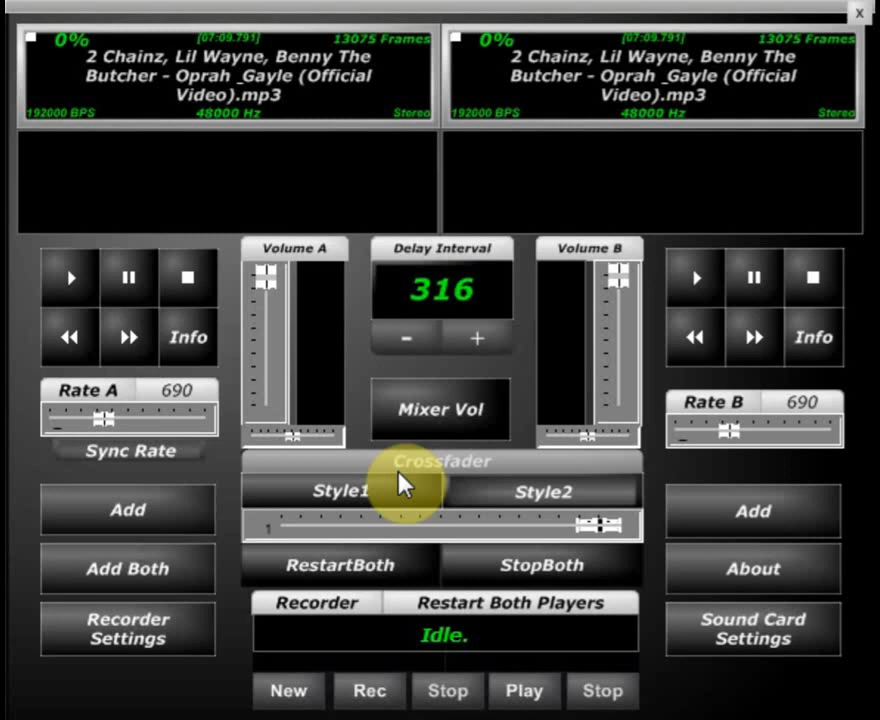 X
0% [07:09.791] 13075 Frames
2 Chainz, Lil Wayne, Benny The
Butcher - Oprah _Gayle (Official
Video).mp3
192000 BPS 48000 Hz Stereo
0% [07:09.791] 13075 Frames
2 Chainz, Lil Wayne, Benny The
Butcher - Oprah _Gayle (Official
Video).mp3
192000 BPS 48000 Hz Stereo
Volume A
Delay Interval
Volume B
316
- +
Info
Info
Rate A 690
Mixer Vol
Rate B 690
Sync Rate
Crossfader
Style1
Style2
1
Add
Add
RestartBoth
StopBoth
Add Both
About
Recorder
Settings
Recorder
Restart Both Players
Idle.
Sound Card
Settings
New
Rec
Stop
Play
Stop